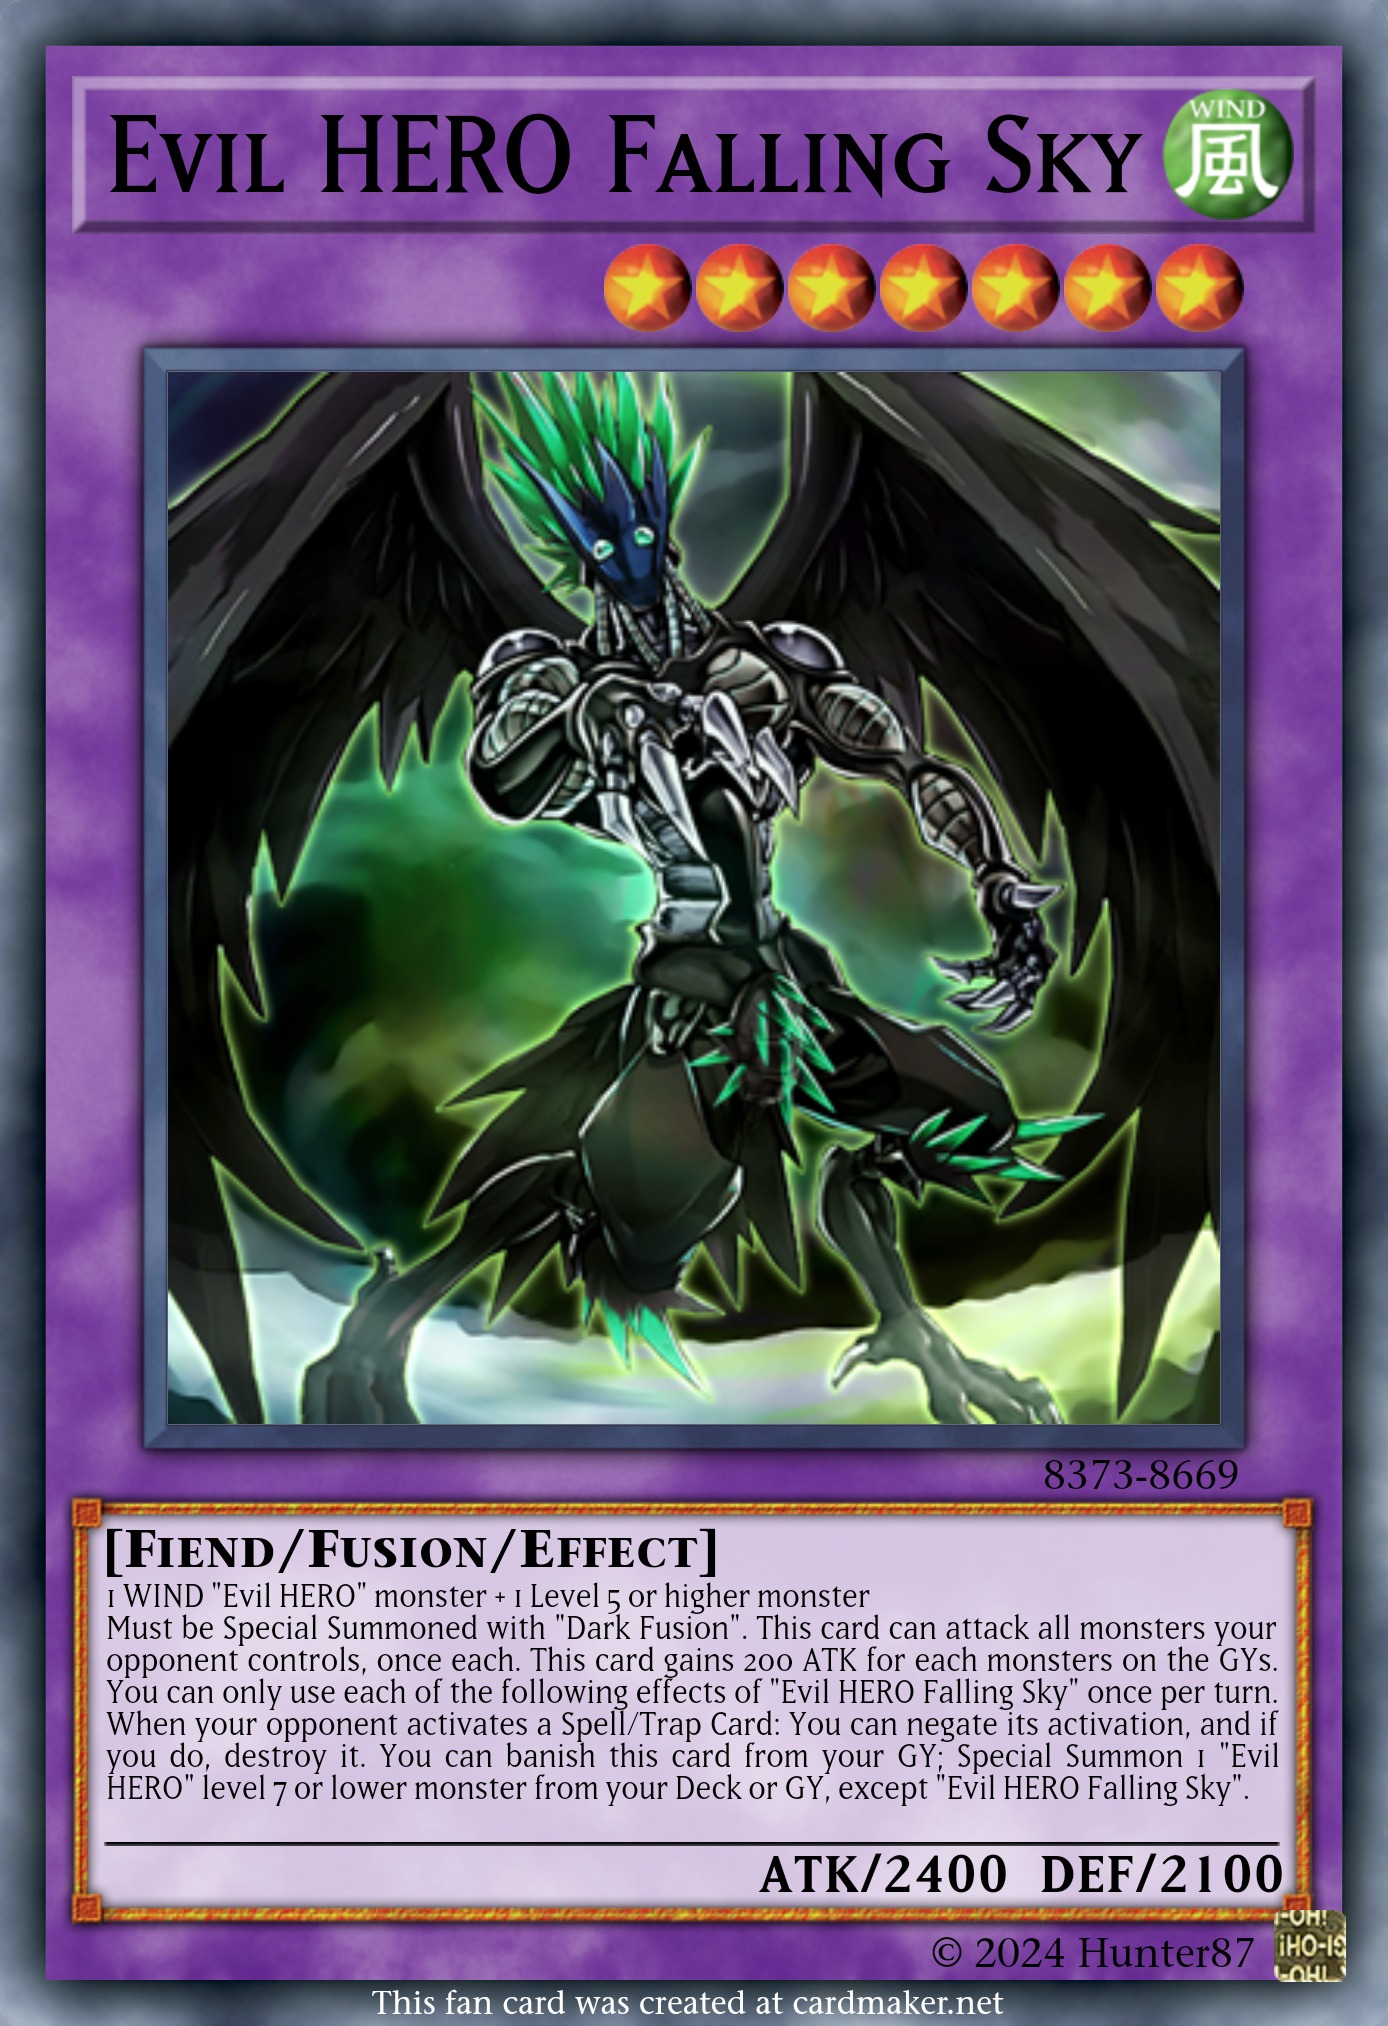 Evil HERO Falling Sky
WIND
風
8373-8669
[Fiend/Fusion/Effect]
1 WIND "Evil HERO" monster + 1 Level 5 or higher monster
Must be Special Summoned with "Dark Fusion". This card can attack all monsters your
opponent controls, once each. This card gains 200 ATK for each monsters on the GYs.
You can only use each of the following effects of "Evil HERO Falling Sky" once per turn.
When your opponent activates a Spell/Trap Card: You can negate its activation, and if
you do, destroy it. You can banish this card from your GY; Special Summon 1 "Evil
HERO" level 7 or lower monster from your Deck or GY, except "Evil HERO Falling Sky".
ATK/2400 DEF/2100
© 2024 Hunter87
This fan card was created at cardmaker.net